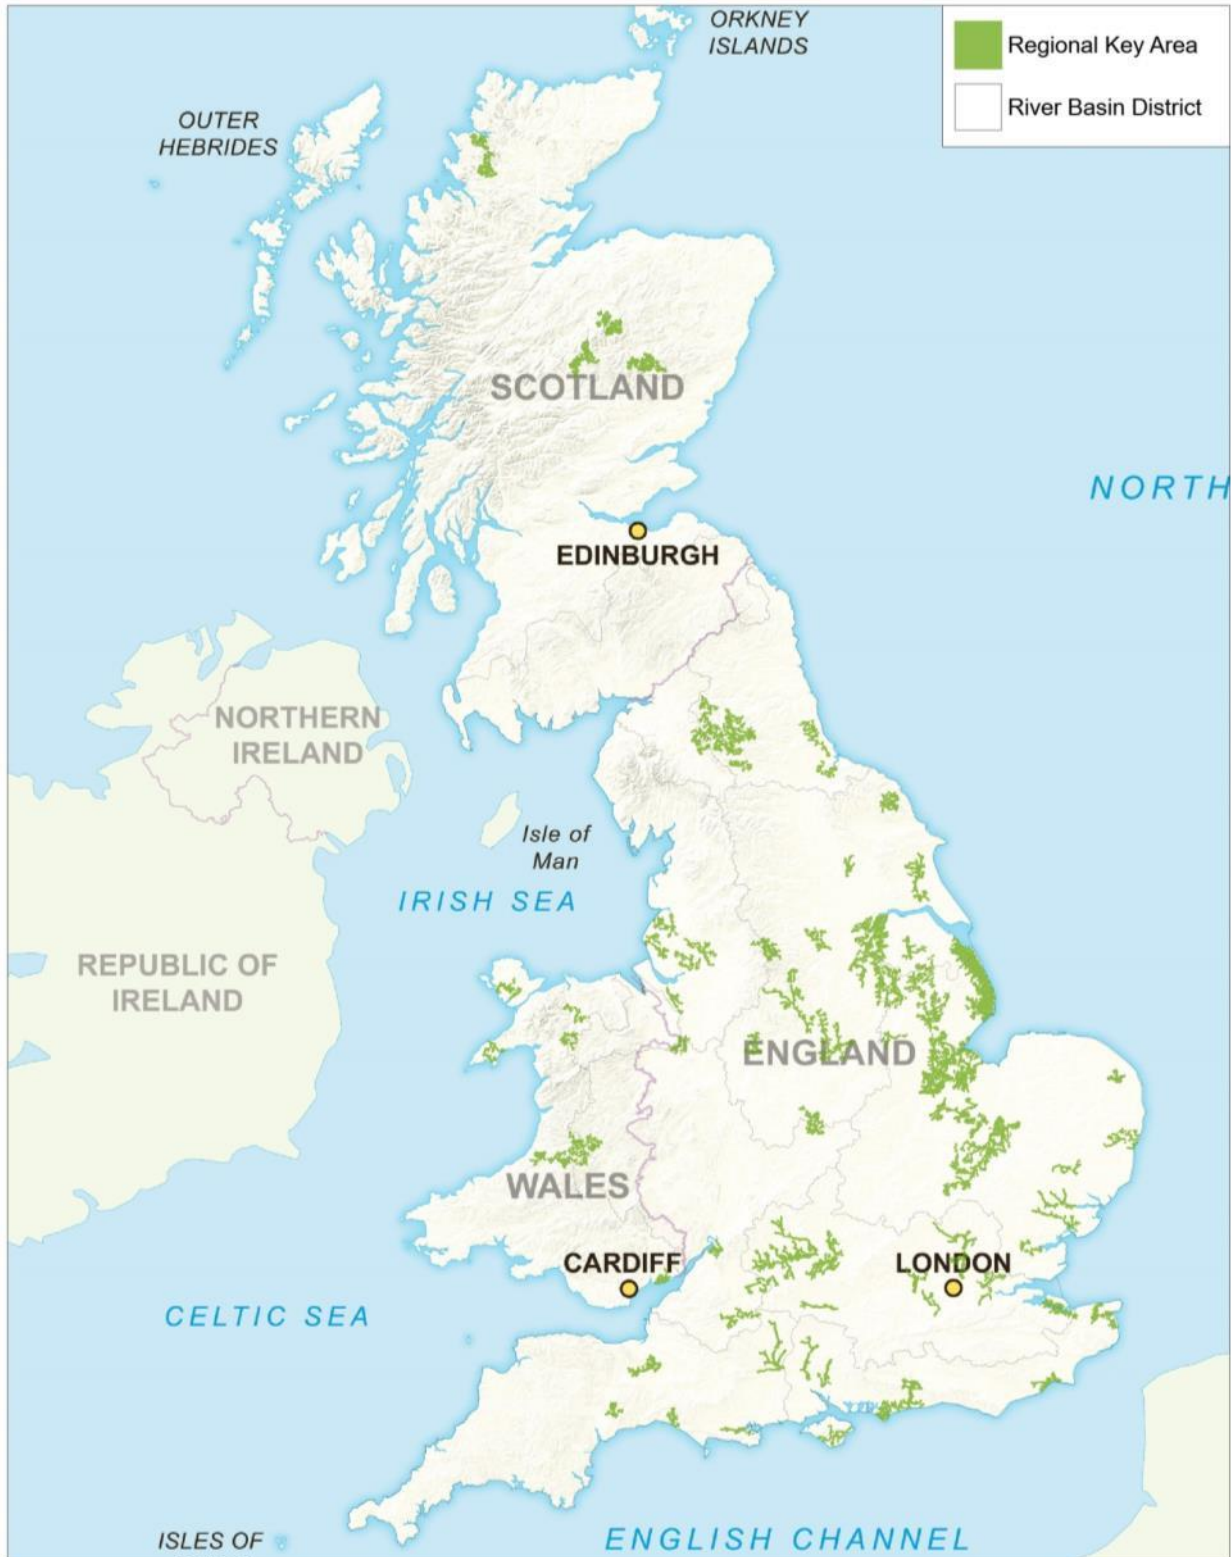 ORKNEY
ISLANDS
Regional Key Area
River Basin District
OUTER
HEBRIDES
SCOTLAND
NORTH
EDINBURGH
NORTHERN
IRELAND
Isle of
Man
IRISH SEA
REPUBLIC OF
IRELAND
ENGLAND
WALES
CARDIFF
LONDON
CELTIC SEA
ISLES OF
ENGLISH CHANNEL